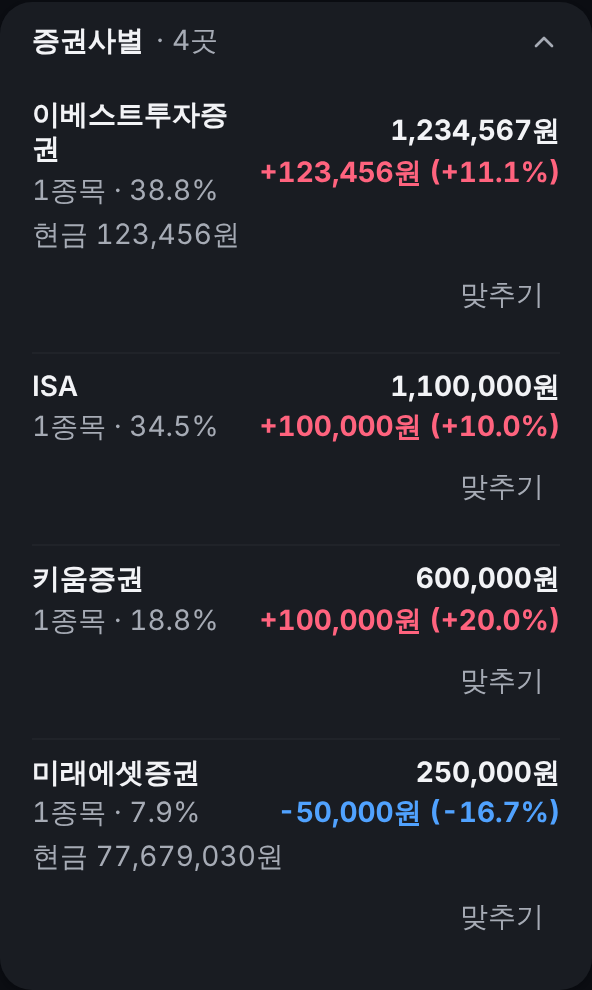 증권사별 · 4곳
이베스트투자증
권
1,234,567원
+123,456원 (+11.1%)
1종목 · 38.8%
현금 123,456원
맞추기
ISA
1,100,000원
1종목 · 34.5%
+100,000원 (+10.0%)
맞추기
키움증권
600,000원
1종목 · 18.8%
+100,000원 (+20.0%)
맞추기
미래에셋증권
250,000원
1종목 · 7.9%
-50,000원 (-16.7%)
현금 77,679,030원
맞추기